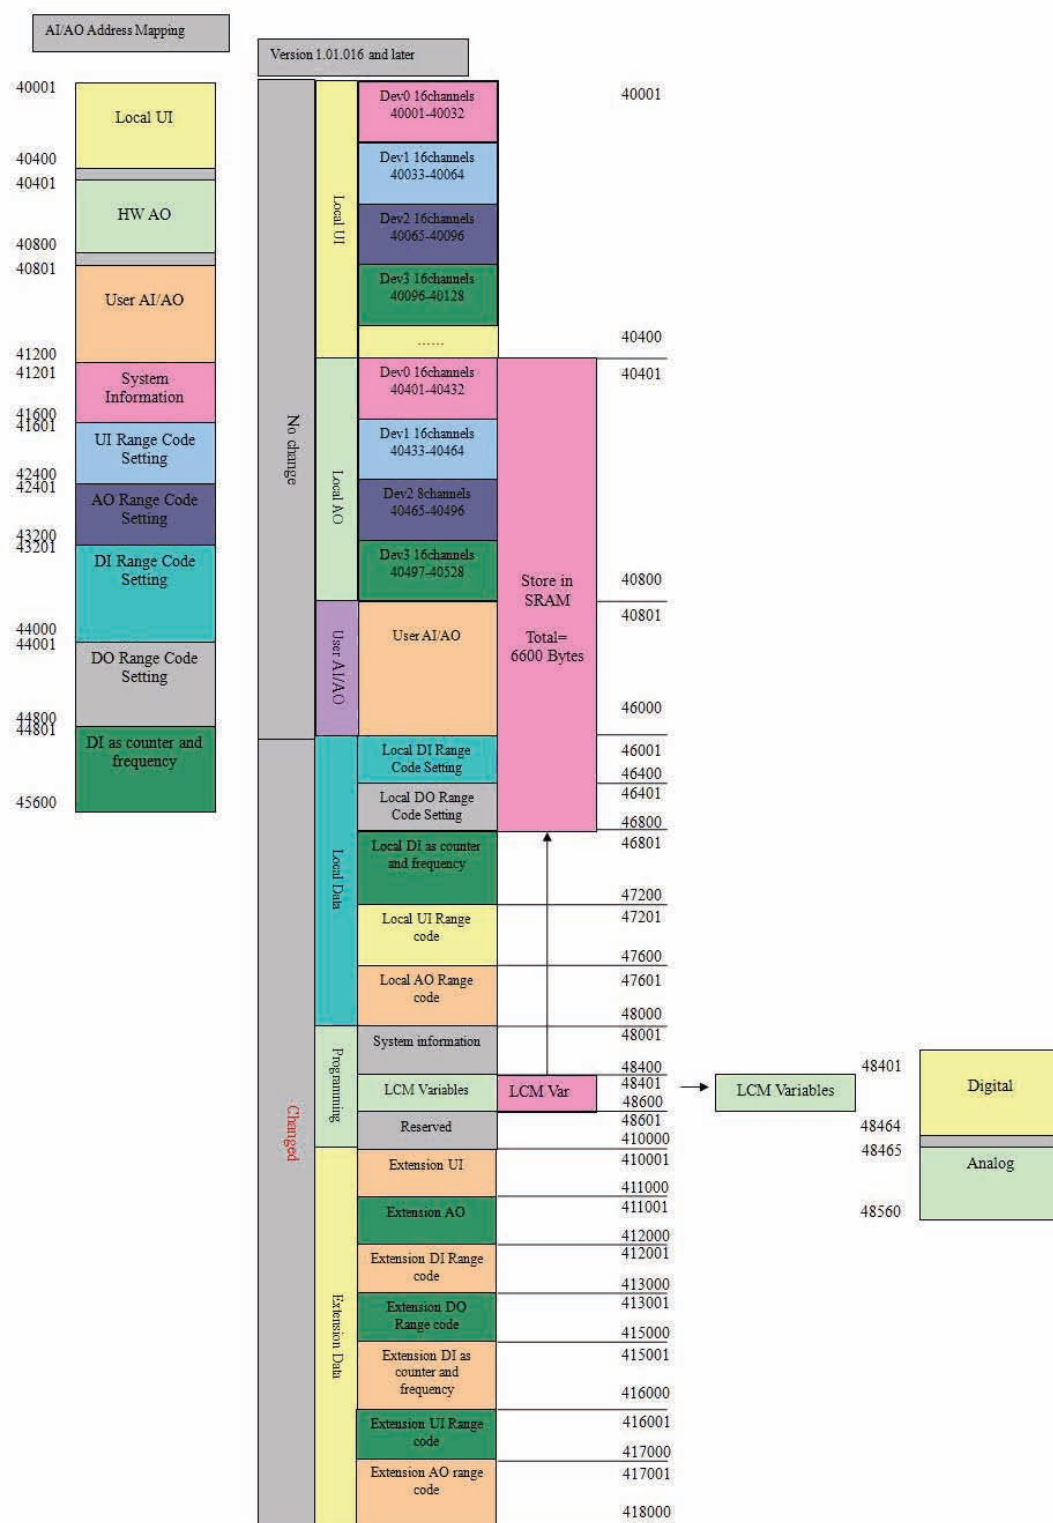 AI/AO Address Mapping
40001
Local UI
40400
40401
HW AO
40800
40801
User AI/AO
41200
41201
System
Information
41600
41601
UI Range Code
Setting
42400
42401
AO Range Code
Setting
43200
43201
DI Range Code
Setting
44000
44001
DO Range Code
Setting
44800
44801
DI as counter and
frequency
45600
Version 1.01.016 and later
No change
Changed
Local UI
Local AO
User AI/AO
Local Data
Programming
Extension Data
Dev0 16channels
40001-40032
Dev1 16channels
40033-40064
Dev2 16channels
40065-40096
Dev3 16channels
40096-40128
......
Dev0 16channels
40401-40432
Dev1 16channels
40433-40464
Dev2 8channels
40465-40496
Dev3 16channels
40497-40528
User AI/AO
Local DI Range
Code Setting
Local DO Range
Code Setting
Local DI as counter
and frequency
Local UI Range
code
Local AO Range
code
System information
LCM Variables
Reserved
Extension UI
Extension AO
Extension DI Range
code
Extension DO
Range code
Extension DI as
counter and
frequency
Extension UI Range
code
Extension AO range
code
Store in
SRAM
Total=
6600 Bytes
LCM Var
40001
40400
40401
40800
40801
46000
46001
46400
46401
46800
46801
47200
47201
47600
47601
48000
48001
48400
48401
48600
48601
410000
410001
411000
411001
412000
412001
413000
413001
415000
415001
416000
416001
417000
417001
418000
LCM Variables
48401
Digital
48464
48465
Analog
48560